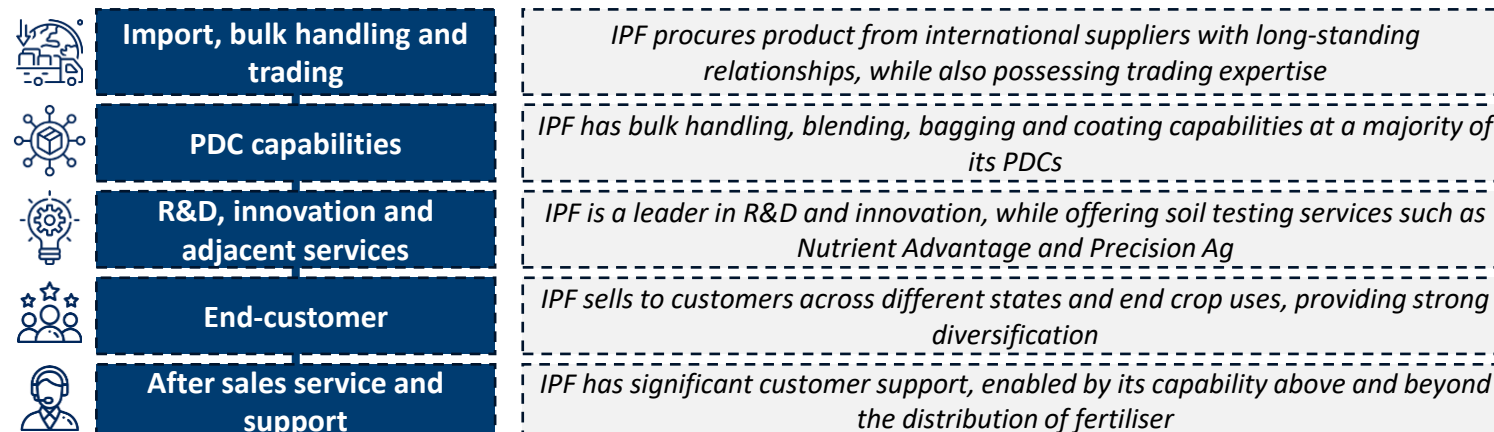 Import, bulk handling and
trading
IPF procures product from international suppliers with long-standing
relationships, while also possessing trading expertise
PDC capabilities
IPF has bulk handling, blending, bagging and coating capabilities at a majority of
its PDCs
R&D, innovation and
adjacent services
IPF is a leader in R&D and innovation, while offering soil testing services such as
Nutrient Advantage and Precision Ag
End-customer
IPF sells to customers across different states and end crop uses, providing strong
diversification
After sales service and
support
IPF has significant customer support, enabled by its capability above and beyond
the distribution of fertiliser